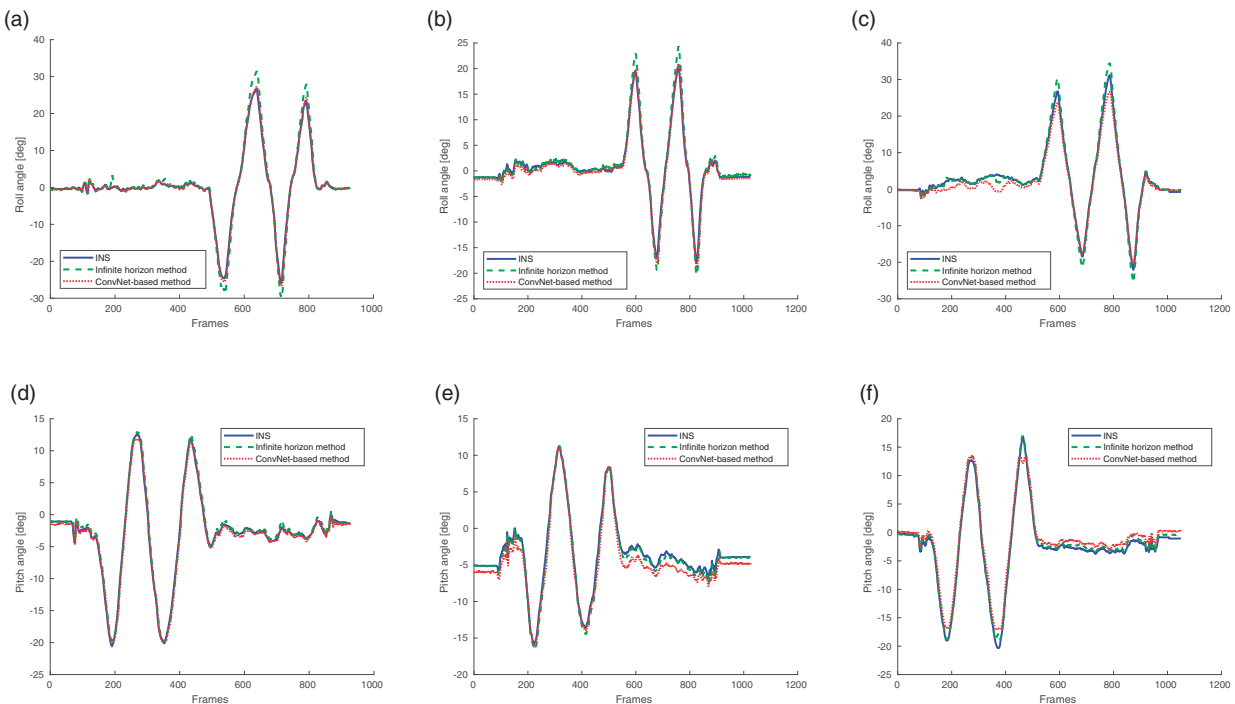 (a)
40
30
20
10
0
-10
-20
-30
Roll angle [deg]
INS
Infinite horizon method
ConvNet-based method
0 200 400 600 800 1000
Frames
(b)
25
20
15
10
5
0
-5
-10
-15
-20
-25
Roll angle [deg]
INS
Infinite horizon method
ConvNet-based method
0 200 400 600 800 1000 1200
Frames
(c)
40
30
20
10
0
-10
-20
-30
Roll angle [deg]
INS
Infinite horizon method
ConvNet-based method
0 200 400 600 800 1000 1200
Frames
(d)
15
10
5
0
-5
-10
-15
-20
-25
Pitch angle [deg]
INS
Infinite horizon method
ConvNet-based method
0 200 400 600 800 1000
Frames
(e)
15
10
5
0
-5
-10
-15
-20
Pitch angle [deg]
INS
Infinite horizon method
ConvNet-based method
0 200 400 600 800 1000 1200
Frames
(f)
20
15
10
5
0
-5
-10
-15
-20
-25
Pitch angle [deg]
INS
Infinite horizon method
ConvNet-based method
0 200 400 600 800 1000 1200
Frames